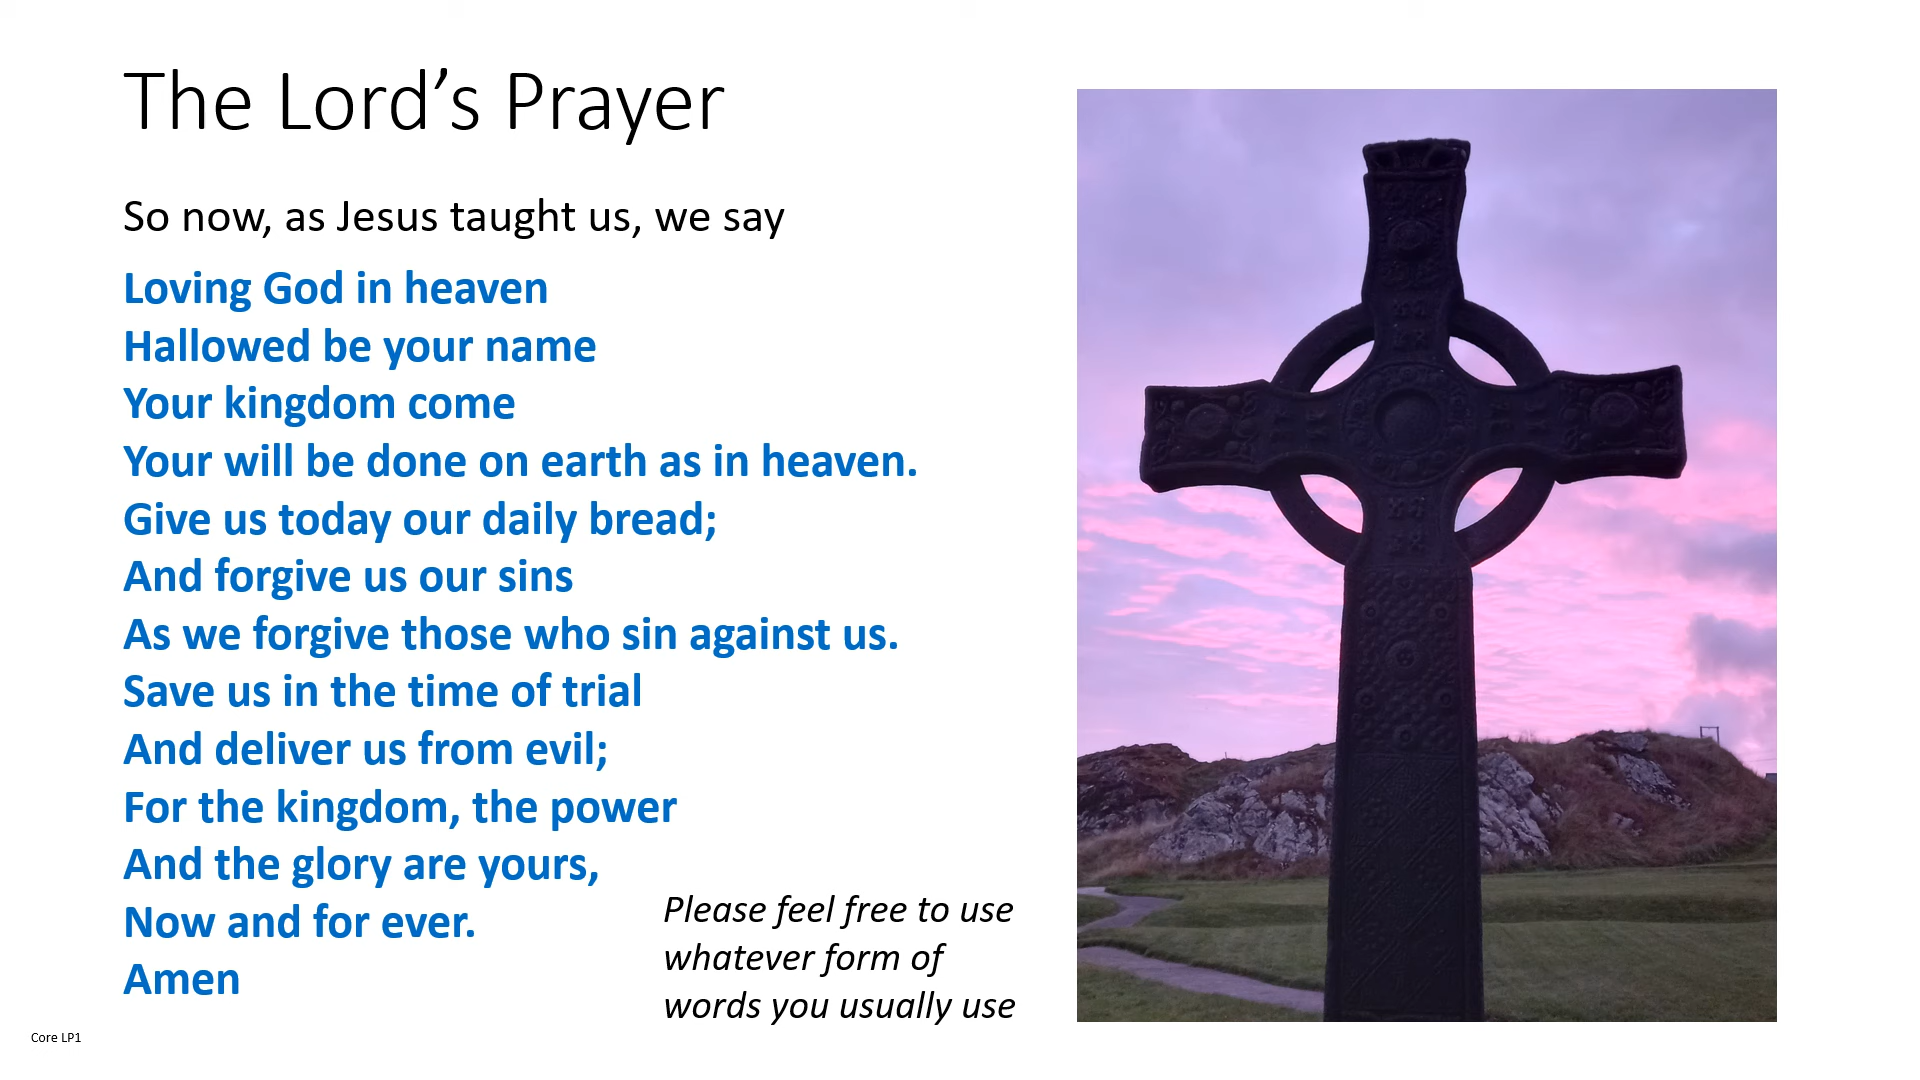 The Lord’s Prayer
So now, as Jesus taught us, we say
Loving God in heaven
Hallowed be your name
Your kingdom come
Your will be done on earth as in heaven.
Give us today our daily bread;
And forgive us our sins
As we forgive those who sin against us.
Save us in the time of trial
And deliver us from evil;
For the kingdom, the power
And the glory are yours,
Now and for ever.
Amen
Please feel free to use
whatever form of
words you usually use
Core LP1